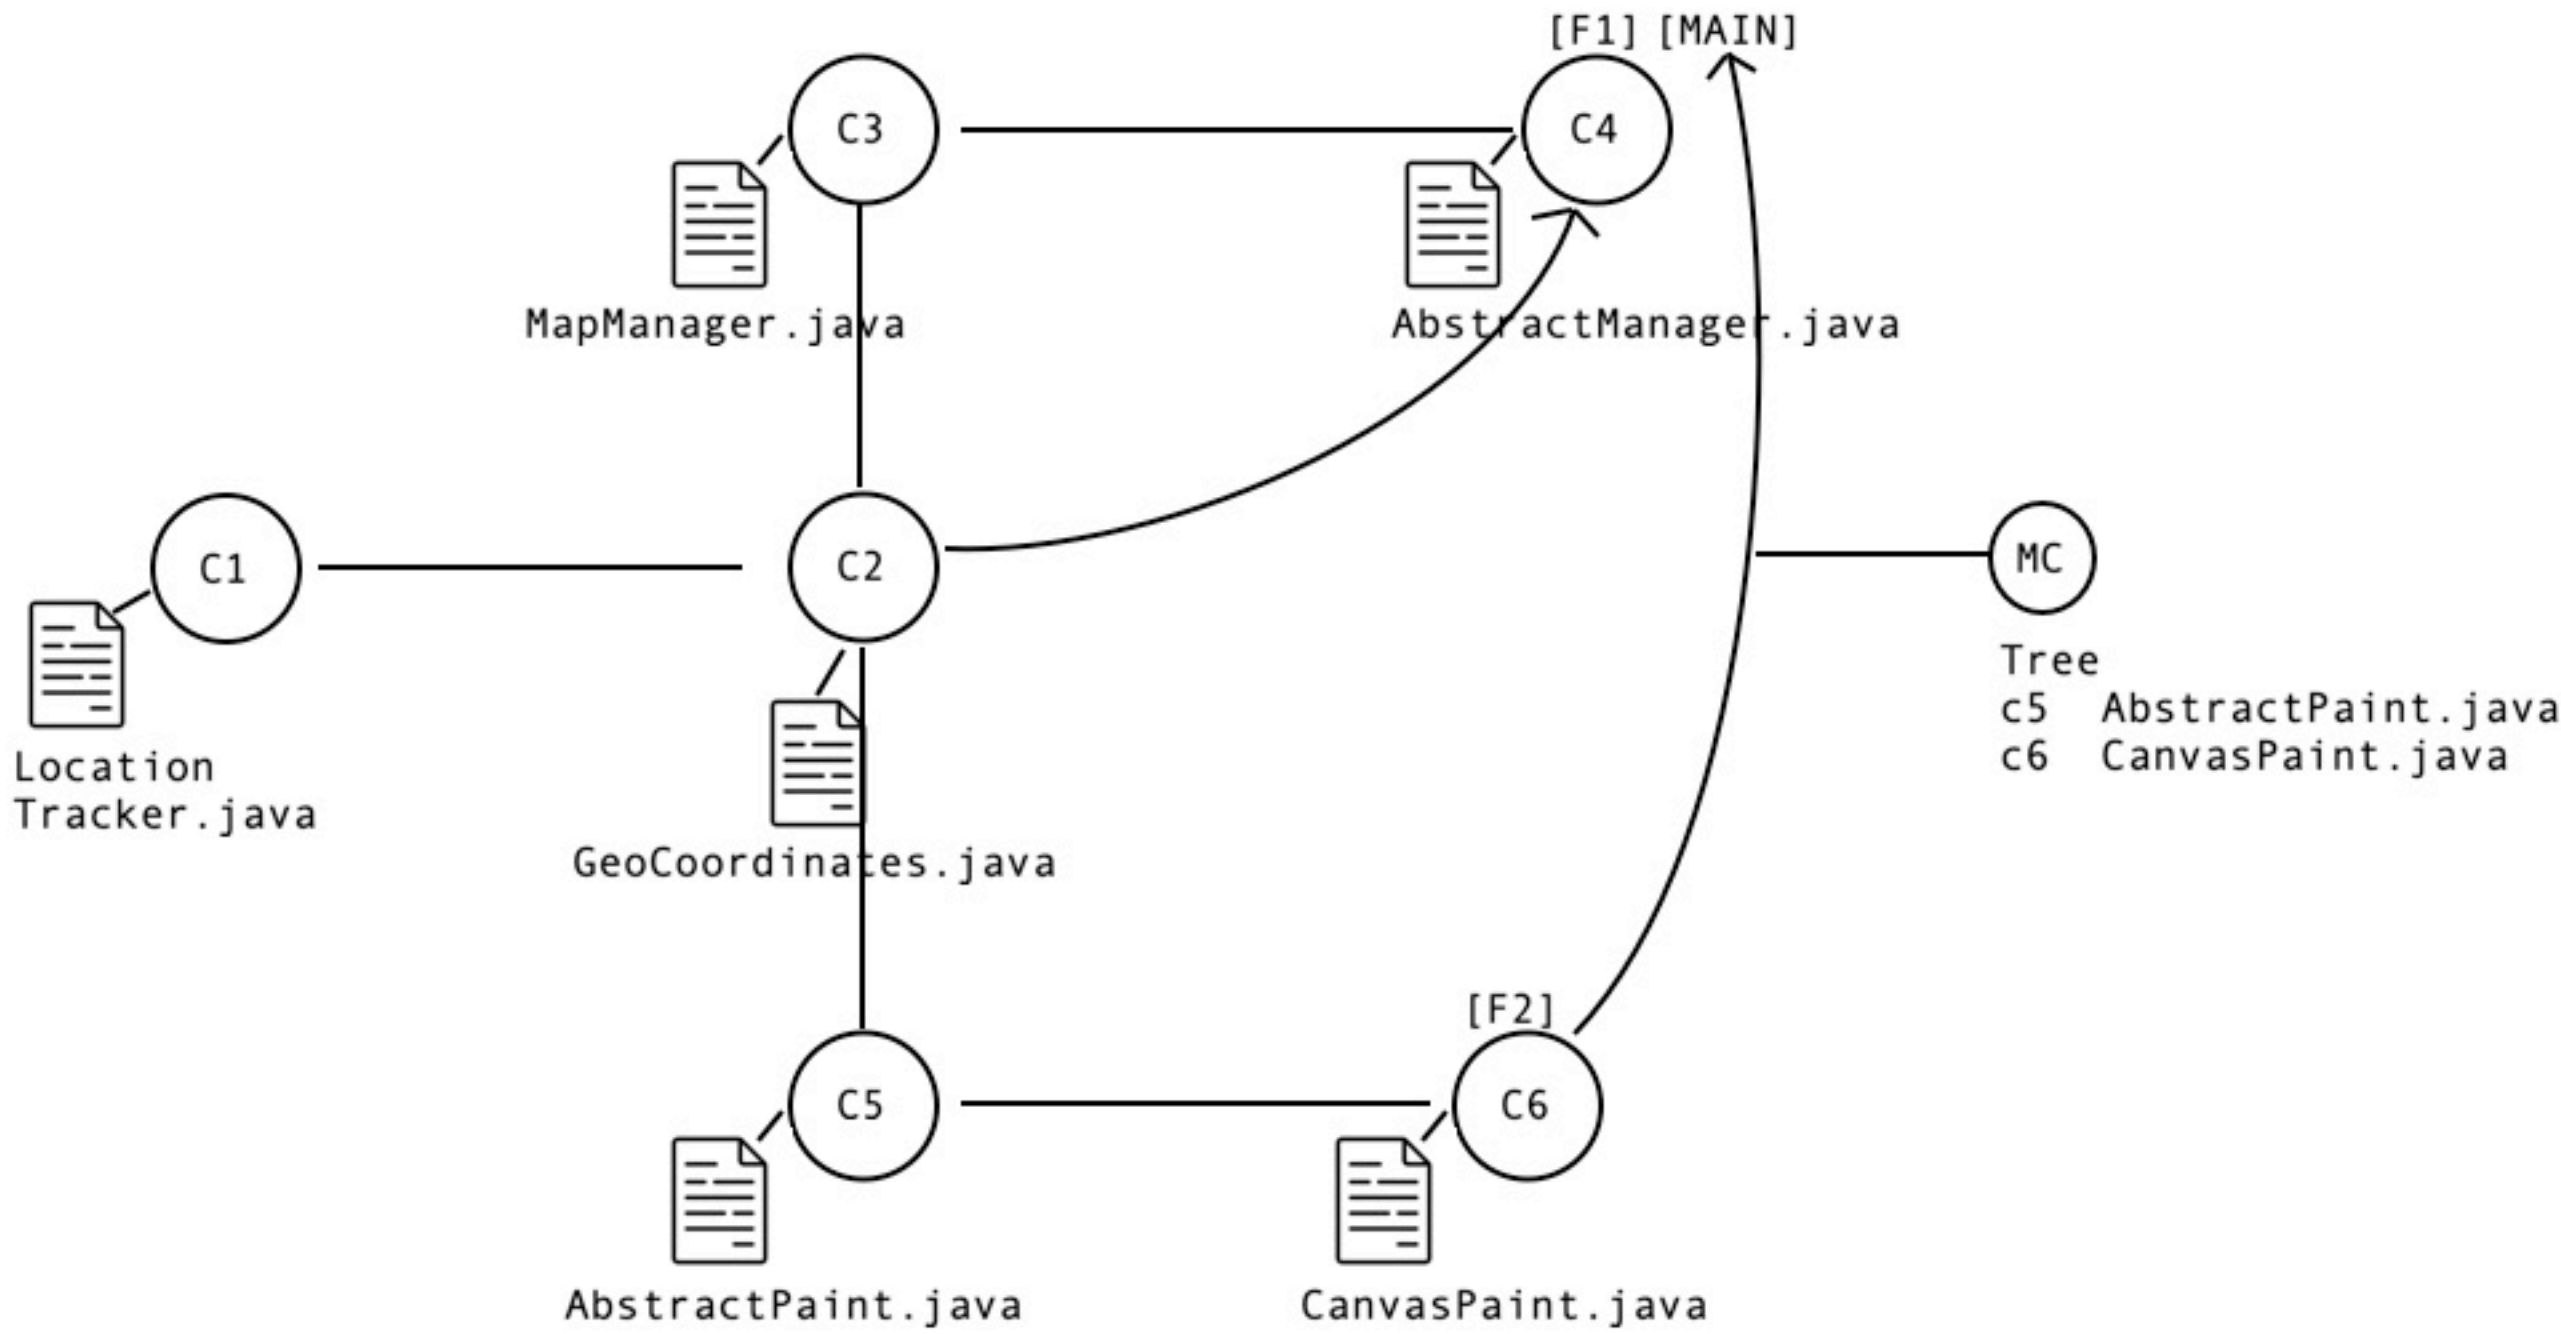 [F1] [MAIN]
C3
C4
MapManager.java
AbstractManager.java
C1
C2
MC
Location
Tracker.java
Tree
c5 AbstractPaint.java
c6 CanvasPaint.java
GeoCoordinates.java
[F2]
C5
C6
AbstractPaint.java
CanvasPaint.java